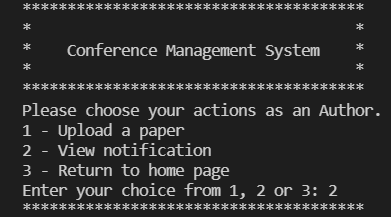 ************************************
*                                  *
*    Conference Management System    *
*                                  *
************************************
Please choose your actions as an Author.
1 - Upload a paper
2 - View notification
3 - Return to home page
Enter your choice from 1, 2 or 3: 2
************************************